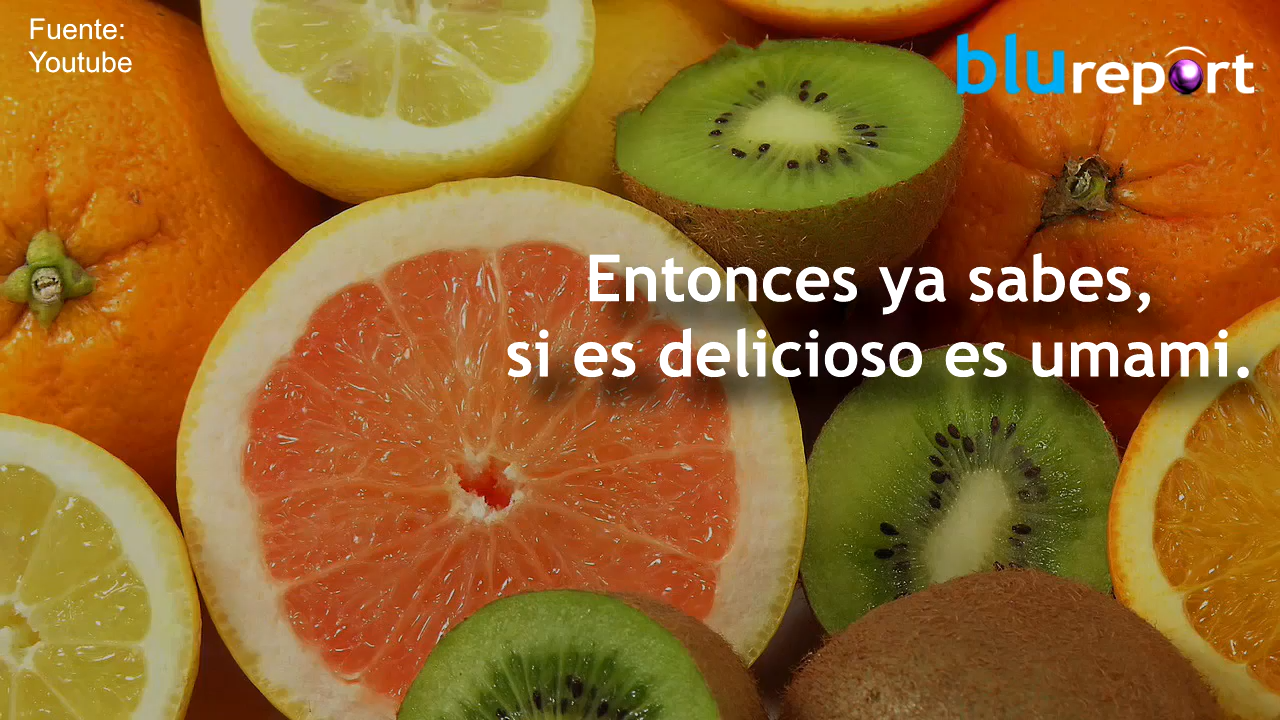 Fuente:
Youtube
blureport
Entonces ya sabes,
si es delicioso es umami.